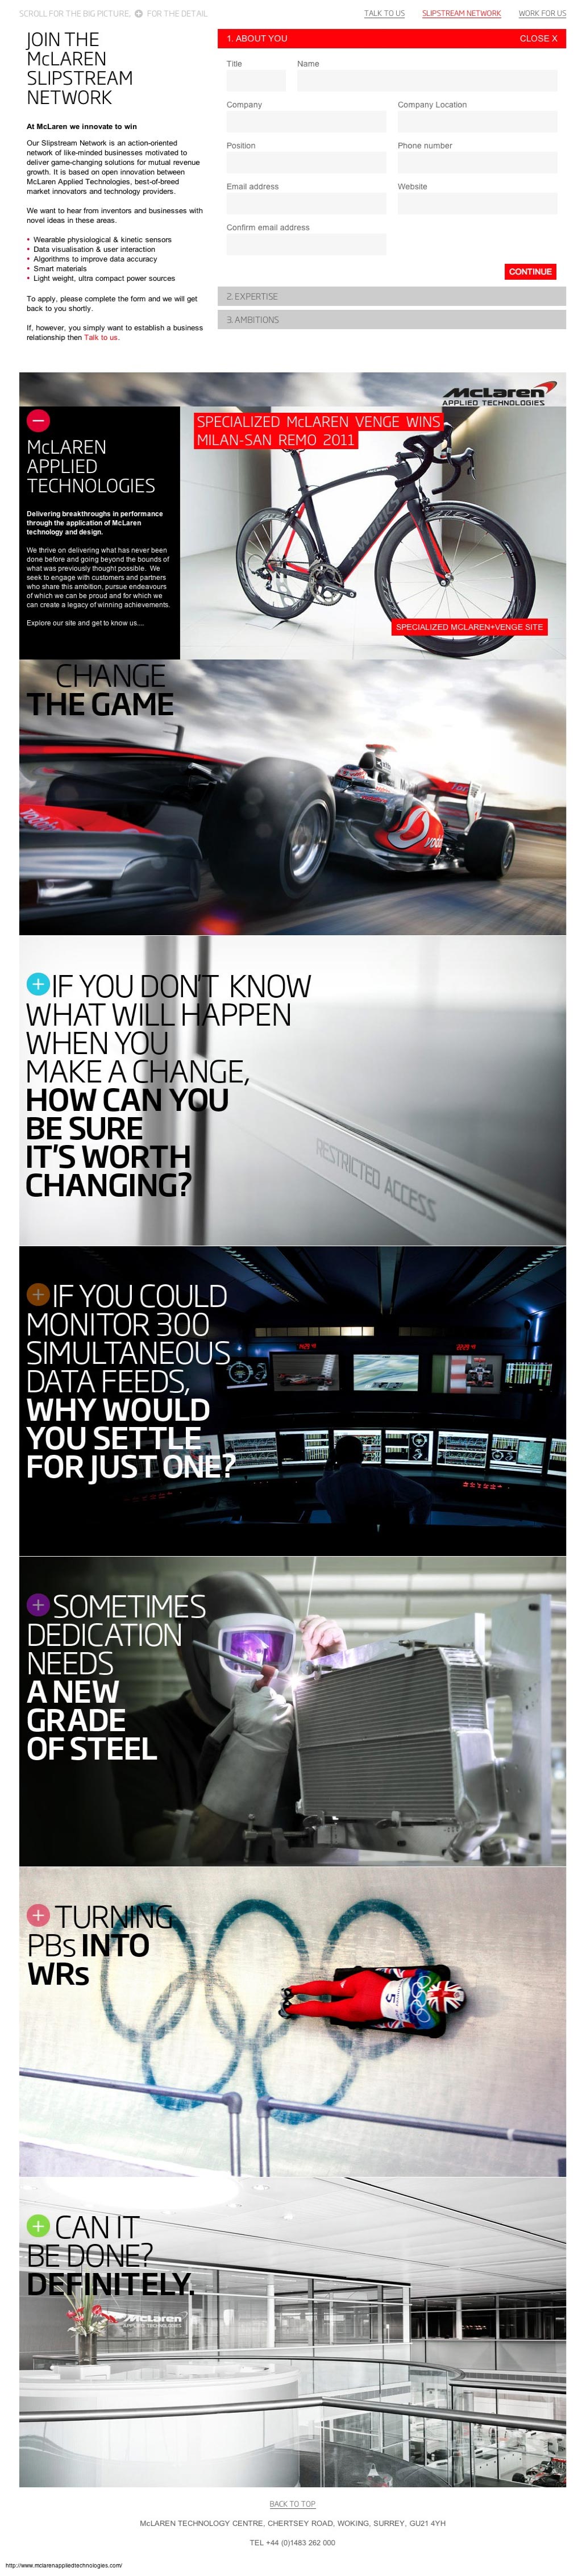 SCROLL FOR THE BIG PICTURE, + FOR THE DETAIL
TALK TO US
SLIPSTREAM NETWORK
WORK FOR US
JOIN THE
McLAREN
SLIPSTREAM
NETWORK
At McLaren we innovate to win
Our Slipstream Network is an action-oriented
network of like-minded businesses motivated to
deliver game-changing solutions for mutual revenue
growth. It is based on open innovation between
McLaren Applied Technologies, best-of-breed
market innovators and technology providers.
We want to hear from inventors and businesses with
novel ideas in these areas.
• Wearable physiological & kinetic sensors
• Data visualisation & user interaction
• Algorithms to improve data accuracy
• Smart materials
• Light weight, ultra compact power sources
To apply, please complete the form and we will get
back to you shortly.
If, however, you simply want to establish a business
relationship then Talk to us.
1. ABOUT YOU
CLOSE X
Title
Name
Company
Company Location
Position
Phone number
Email address
Website
Confirm email address
CONTINUE
2. EXPERTISE
3. AMBITIONS
McLaren
APPLIED TECHNOLOGIES
McLAREN
APPLIED
TECHNOLOGIES
Delivering breakthroughs in performance
through the application of McLaren
technology and design.
We thrive on delivering what has never been
done before and going beyond the bounds of
what was previously thought possible. We
seek to engage with customers and partners
who share this ambition, pursue endeavours
of which we can be proud and for which we
can create a legacy of winning achievements.
Explore our site and get to know us....
SPECIALIZED McLAREN VENGE WINS
MILAN-SAN REMO 2011
S-WORKS
SPECIALIZED MCLAREN+VENGE SITE
CHANGE
THE GAME
vodafone
IF YOU DON'T KNOW
WHAT WILL HAPPEN
WHEN YOU
MAKE A CHANGE,
HOW CAN YOU
BE SURE
IT'S WORTH
CHANGING?
RESTRICTED ACCESS
IF YOU COULD
MONITOR 300
SIMULTANEOUS
DATA FEEDS,
WHY WOULD
YOU SETTLE
FOR JUST ONE?
SOMETIMES
DEDICATION
NEEDS
A NEW
GRADE
OF STEEL
TURNING
PBs INTO
WRs
CAN IT
BE DONE?
DEFINITELY.
McLaren
APPLIED TECHNOLOGIES
BACK TO TOP
McLAREN TECHNOLOGY CENTRE, CHERTSEY ROAD, WOKING, SURREY, GU21 4YH
TEL +44 (0)1483 262 000
http://www.mclarenappliedtechnologies.com/